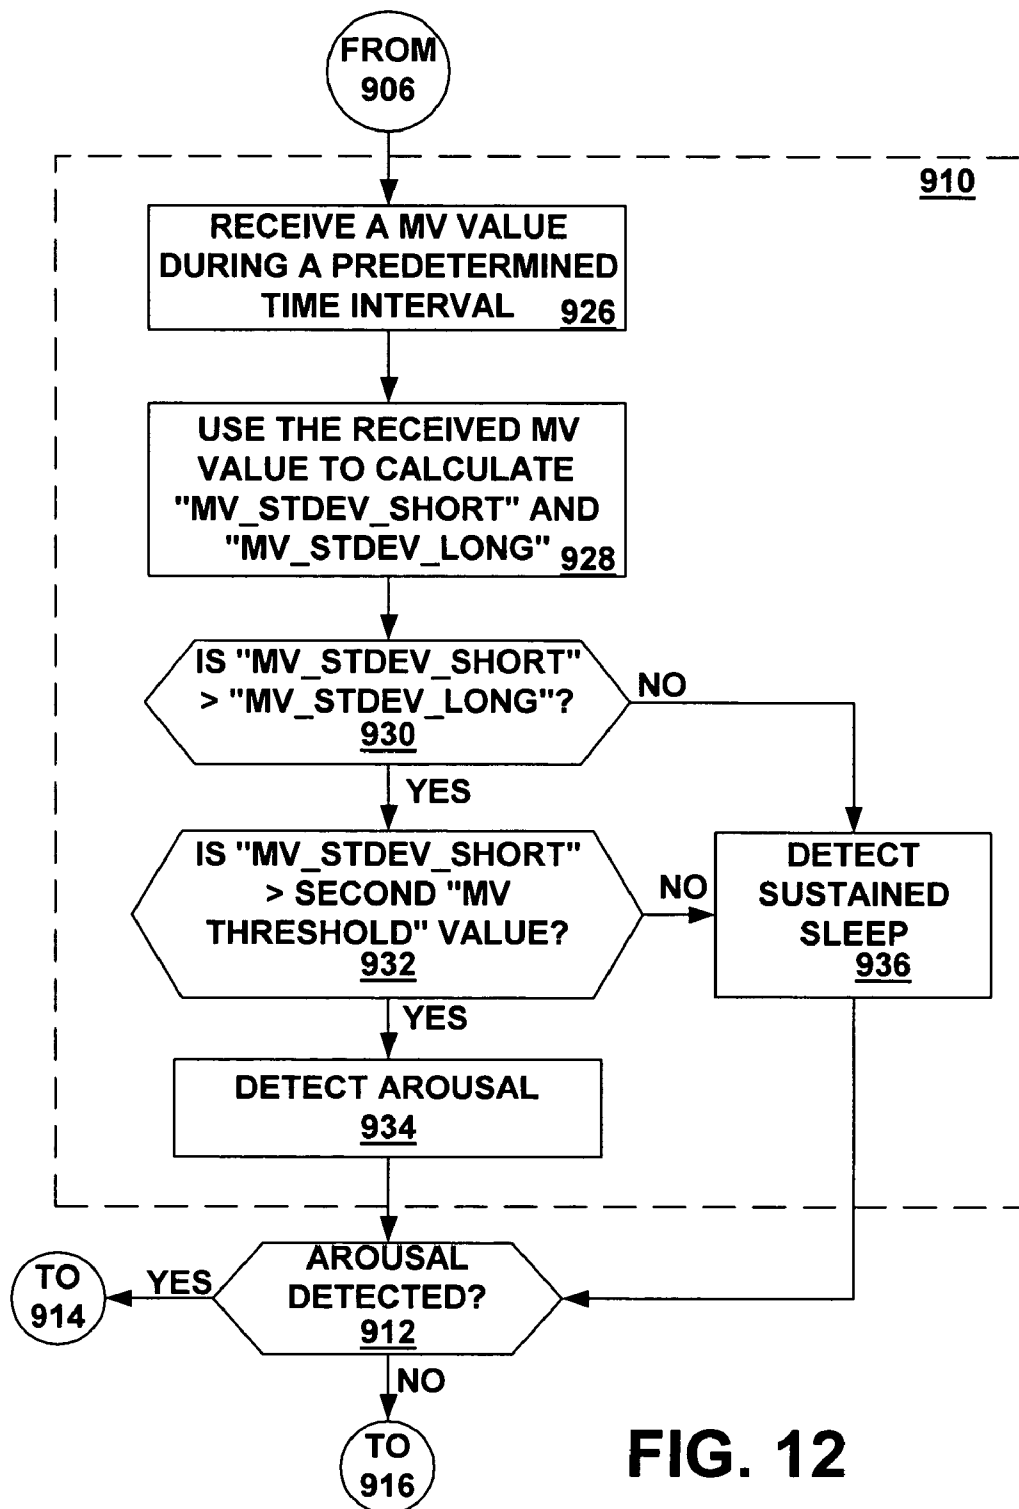 FROM
906
910
RECEIVE A MV VALUE
DURING A PREDETERMINED
TIME INTERVAL 926
USE THE RECEIVED MV
VALUE TO CALCULATE
"MV_STDEV_SHORT" AND
"MV_STDEV_LONG" 928
IS "MV_STDEV_SHORT"
> "MV_STDEV_LONG"?
930
NO
YES
IS "MV_STDEV_SHORT"
> SECOND "MV
THRESHOLD" VALUE?
932
NO
DETECT
SUSTAINED
SLEEP
936
YES
DETECT AROUSAL
934
AROUSAL
DETECTED?
912
YES
TO
914
NO
TO
916
FIG. 12